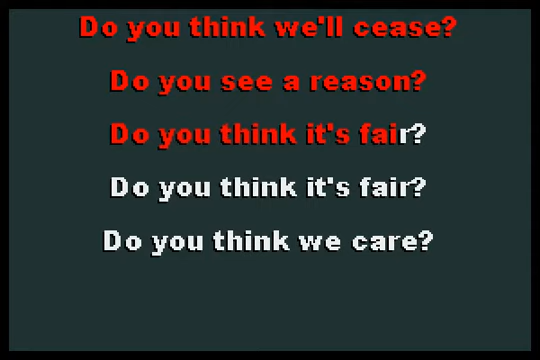 Do you think we'll cease?
Do you see a reason?
Do you think it's fair?
Do you think it's fair?
Do you think we care?